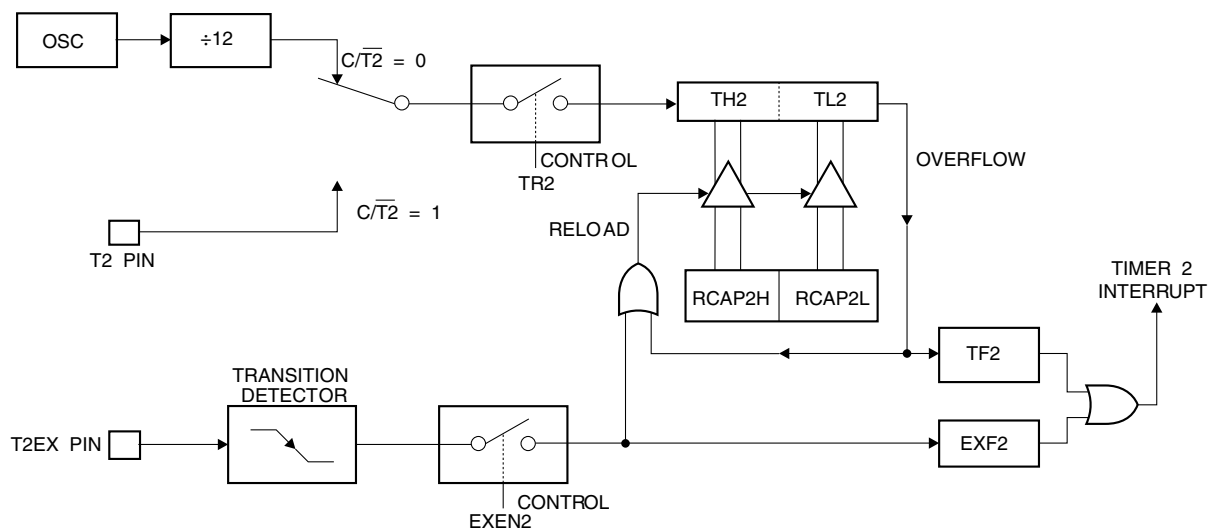 OSC
÷12
C/T2 = 0
TH2
TL2
CONTROL
TR2
OVERFLOW
C/T2 = 1
RELOAD
T2 PIN
TIMER 2
INTERRUPT
RCAP2H
RCAP2L
TF2
TRANSITION
DETECTOR
T2EX PIN
EXF2
CONTROL
EXEN2